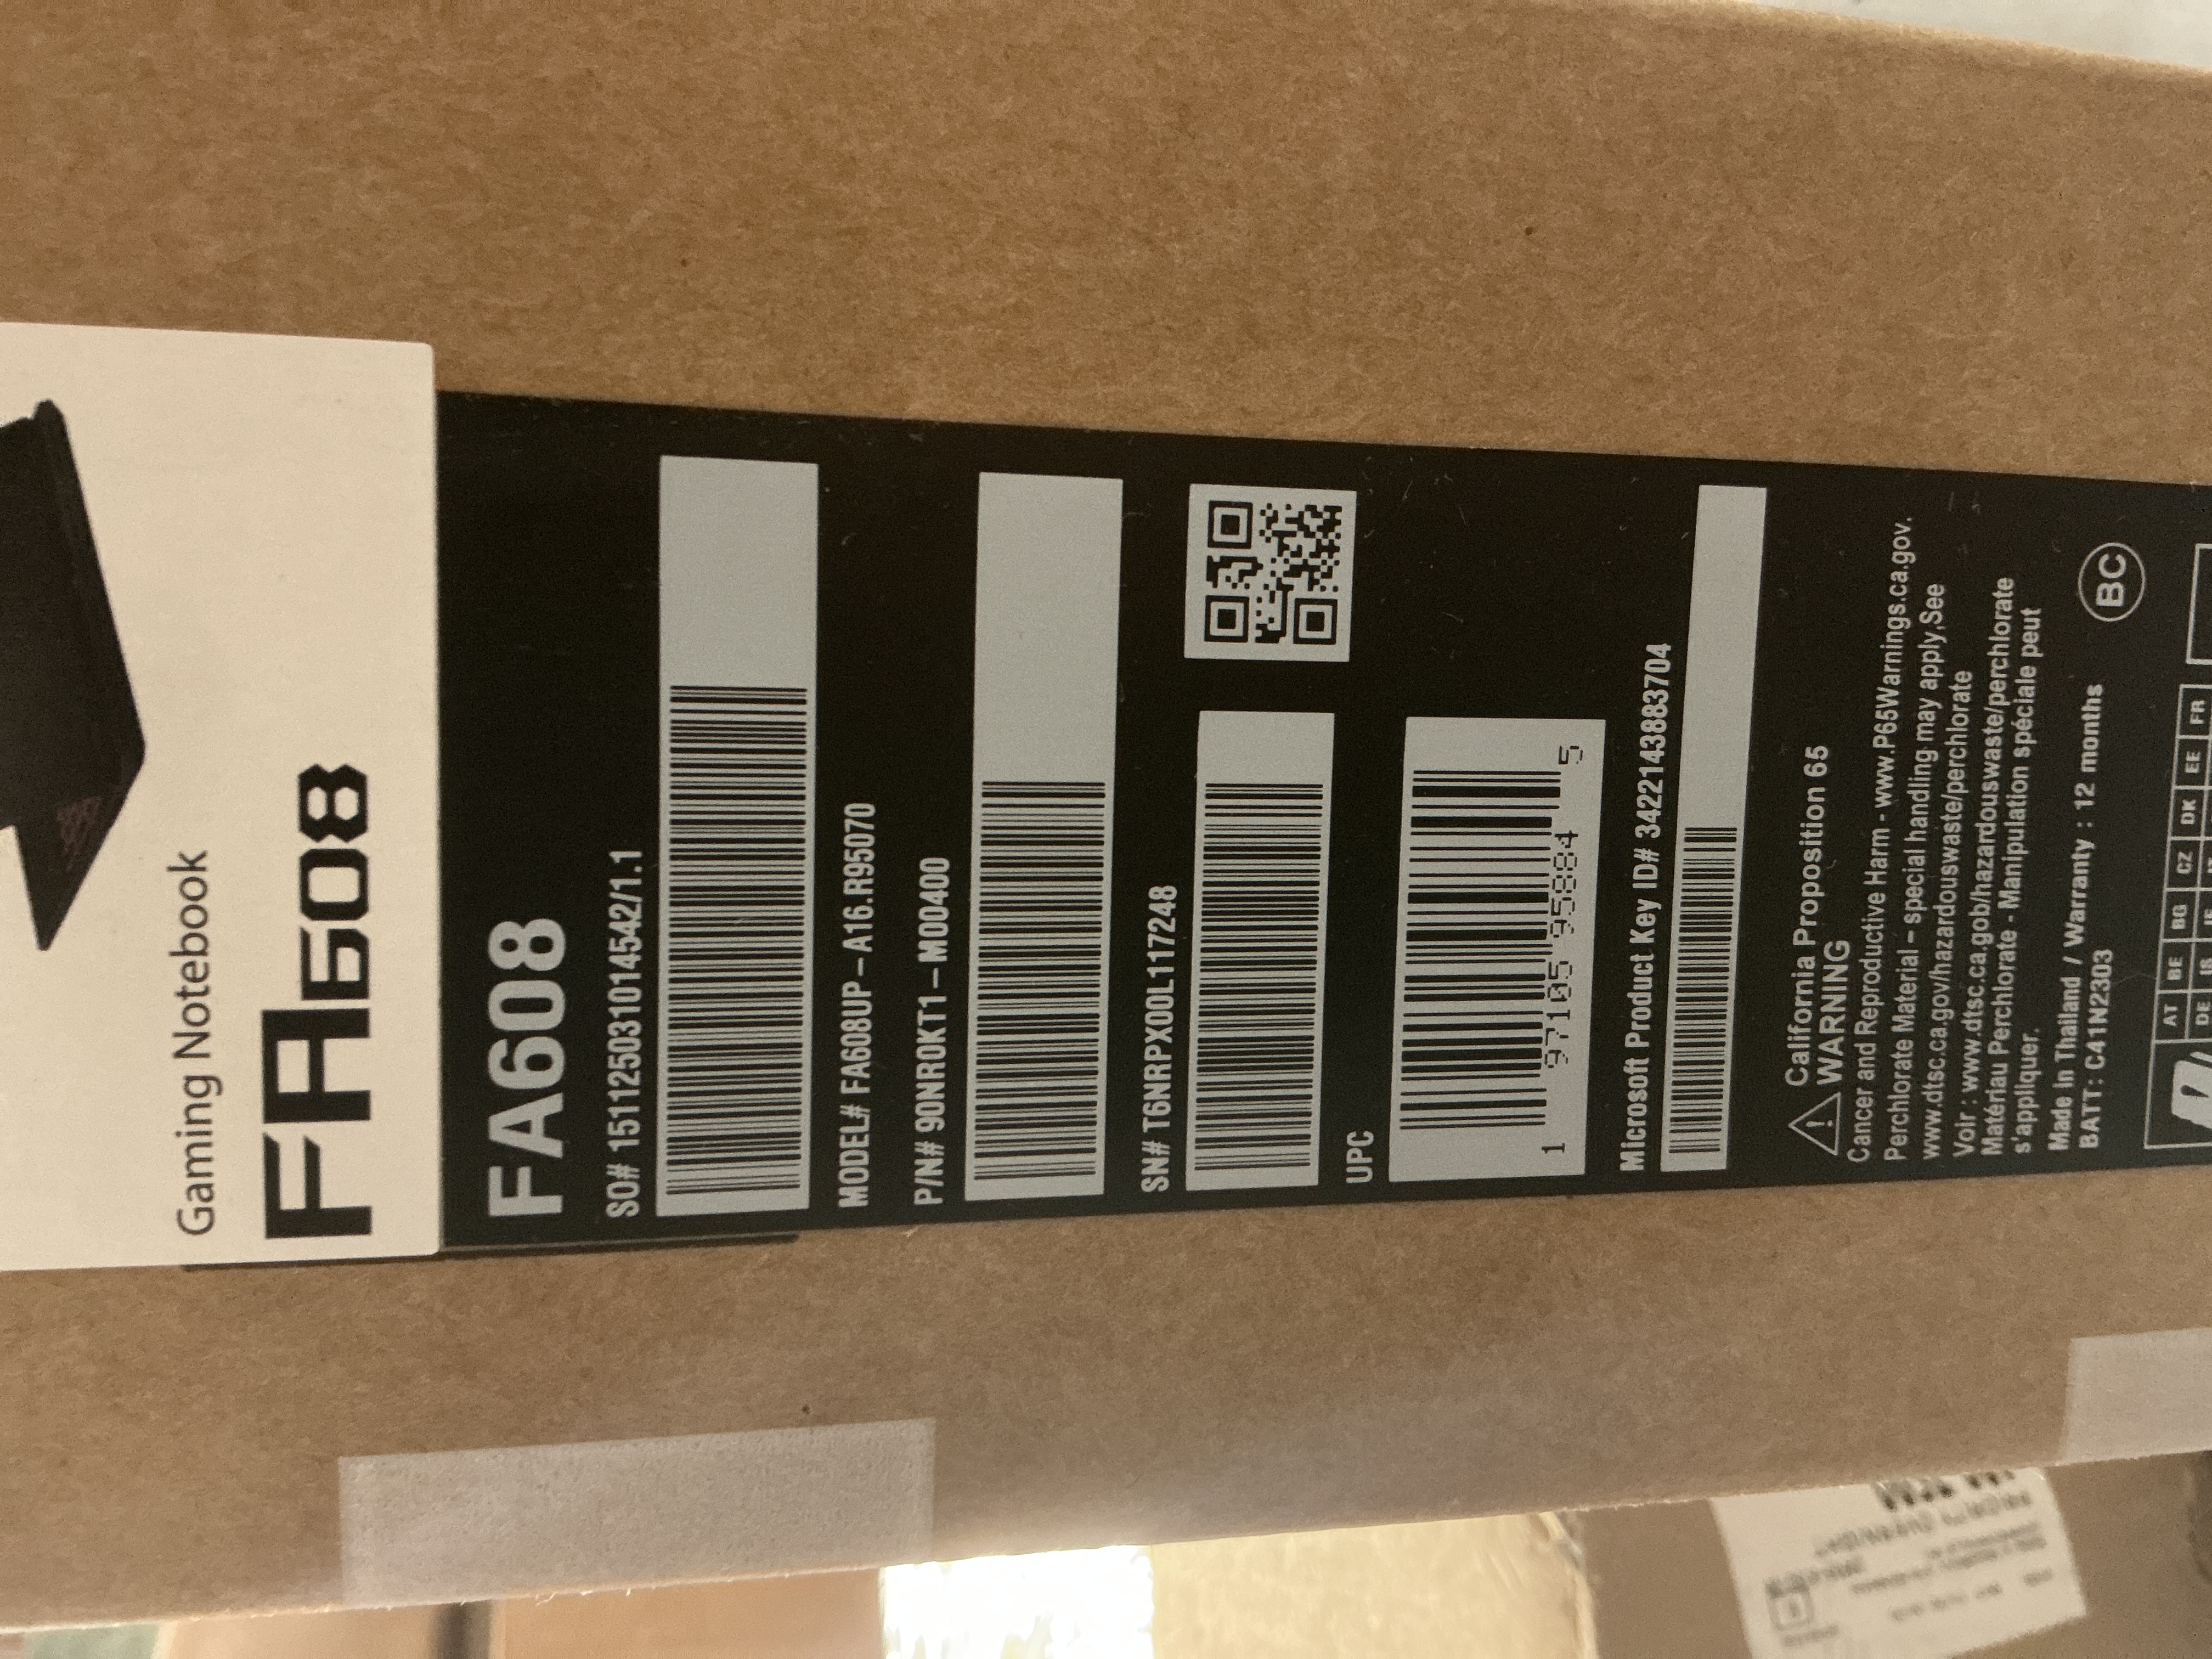 Gaming Notebook
FA608
FA608
SO# 151125031014542/1.1
MODEL# FA608UP-A16.R95070
P/N# 90NR0KT1-M00400
SN# T6NRPX00L117248
UPC
1 97105 95884 5
Microsoft Product Key ID# 3422143883704
California Proposition 65
WARNING
Cancer and Reproductive Harm - www.P65Warnings.ca.gov.
Perchlorate Material – special handling may apply,See
www.dtsc.ca.gov/hazardouswaste/perchlorate
Voir : www.dtsc.ca.gob/hazardouswaste/perchlorate
Matériau Perchlorate - Manipulation spéciale peut
s'appliquer.
Made in Thailand / Warranty : 12 months
BATT: C41N2303
BC
AT BE BG CZ DK EE FR
DE IS